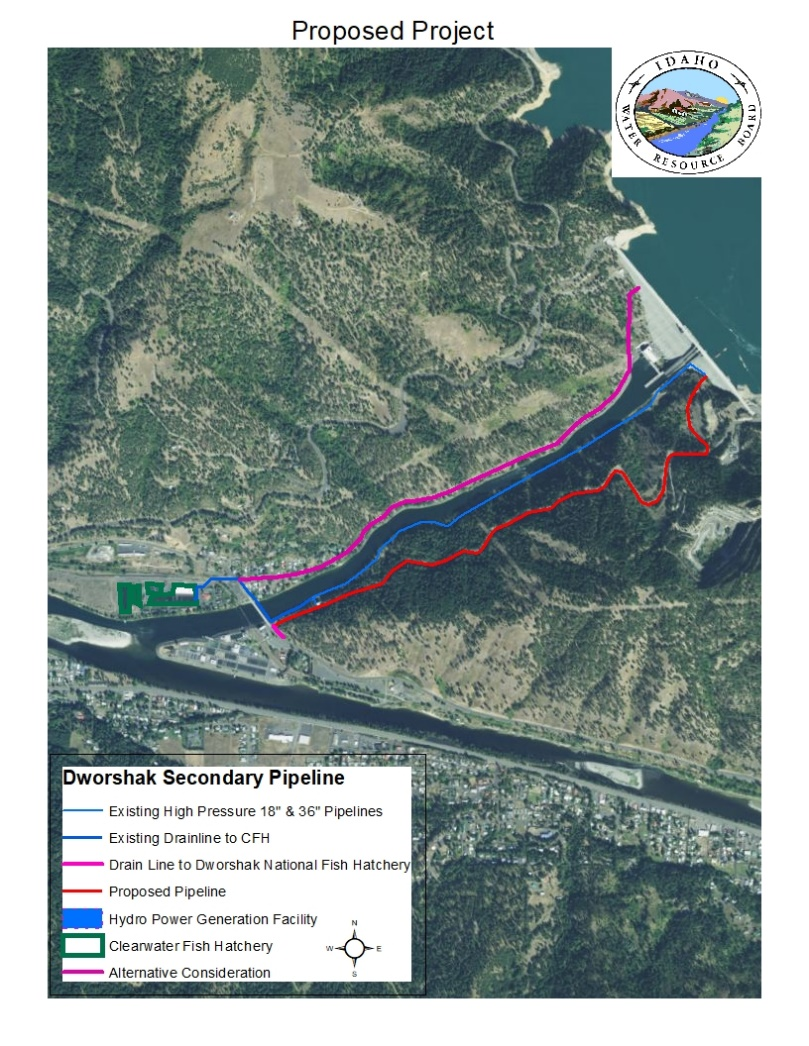 Proposed Project
IDAHO
WATER RESOURCE BOARD
Dworshak Secondary Pipeline
Existing High Pressure 18" & 36" Pipelines
Existing Drainline to CFH
Drain Line to Dworshak National Fish Hatchery
Proposed Pipeline
Hydro Power Generation Facility
Clearwater Fish Hatchery
Alternative Consideration
N
W E
S